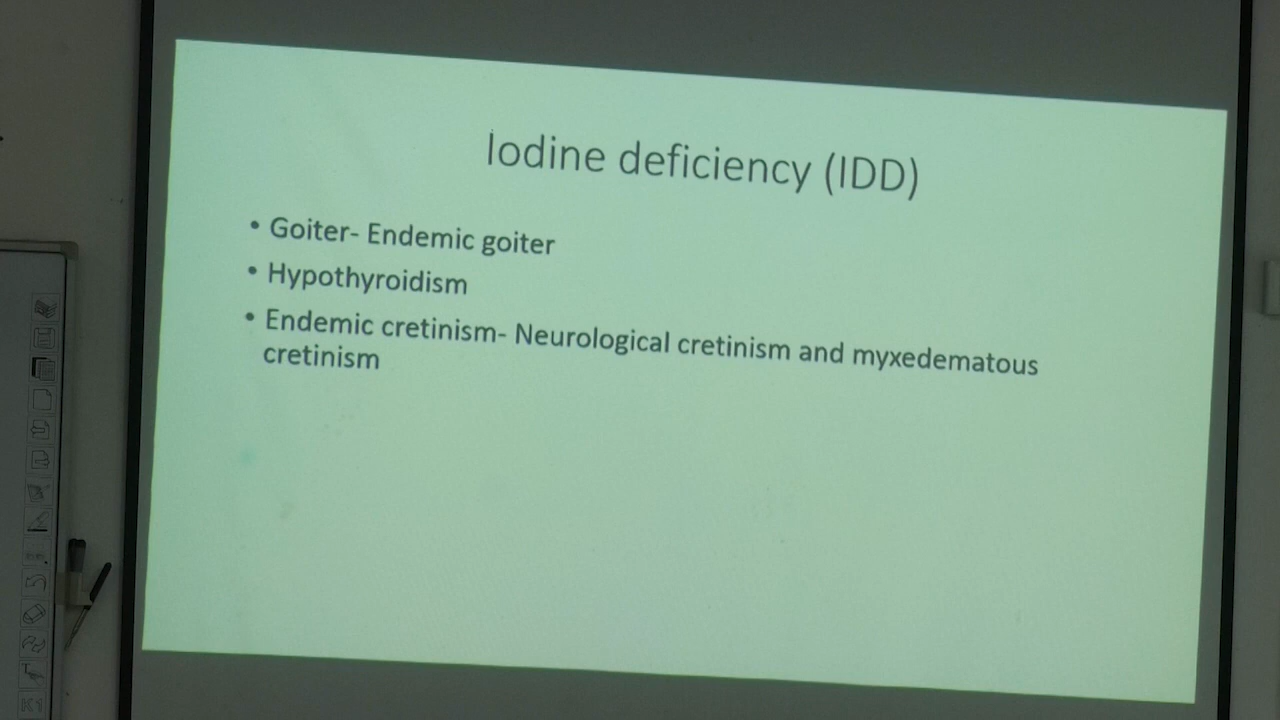 Iodine deficiency (IDD)
• Goiter- Endemic goiter
• Hypothyroidism
• Endemic cretinism- Neurological cretinism and myxedematous
cretinism